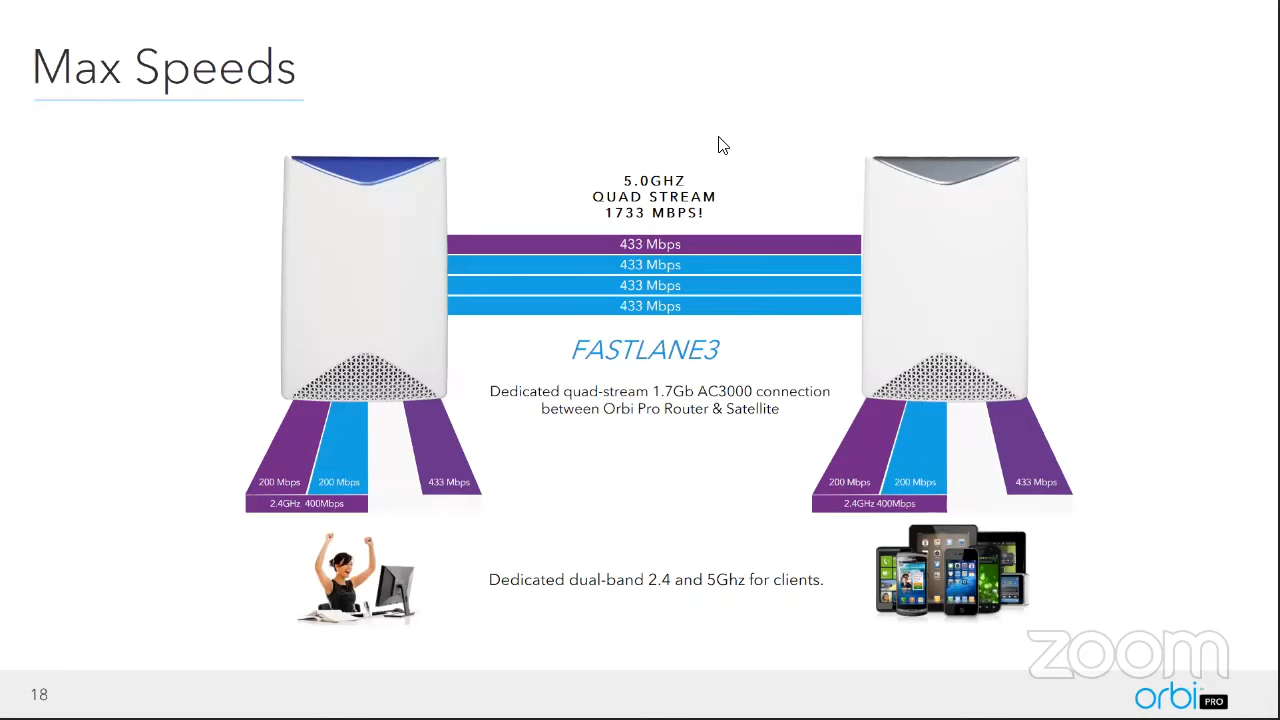 Max Speeds
5.0GHZ
QUAD STREAM
1733 MBPS!
433 Mbps
433 Mbps
433 Mbps
433 Mbps
FASTLANE3
Dedicated quad-stream 1.7Gb AC3000 connection
between Orbi Pro Router & Satellite
200 Mbps 200 Mbps 433 Mbps
2.4GHz 400Mbps
200 Mbps 200 Mbps 433 Mbps
2.4GHz 400Mbps
Dedicated dual-band 2.4 and 5Ghz for clients.
zoom
18
orbi PRO